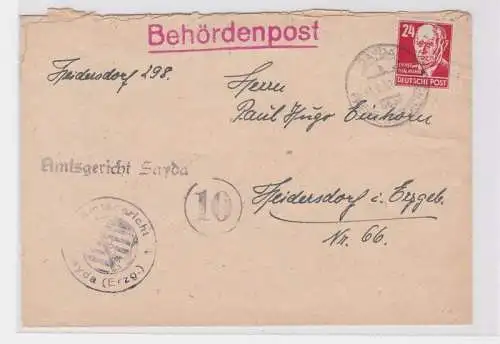 Behördenpost
24
DEUTSCHE POST
Heidersdorf 198.
Herrn
Paul Hugo Einhorn
Amtsgericht Sayda
10
Heidersdorf i. Erzgeb.
Nr. 66.
Amtsgericht
Sayda (Erzg.)